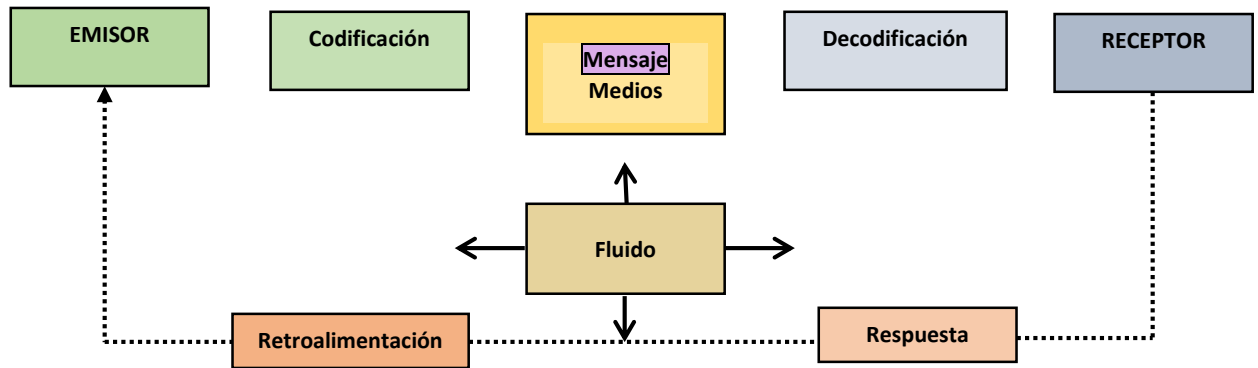 EMISOR
Codificación
Mensaje
Medios
Decodificación
RECEPTOR
Fluido
Retroalimentación
Respuesta